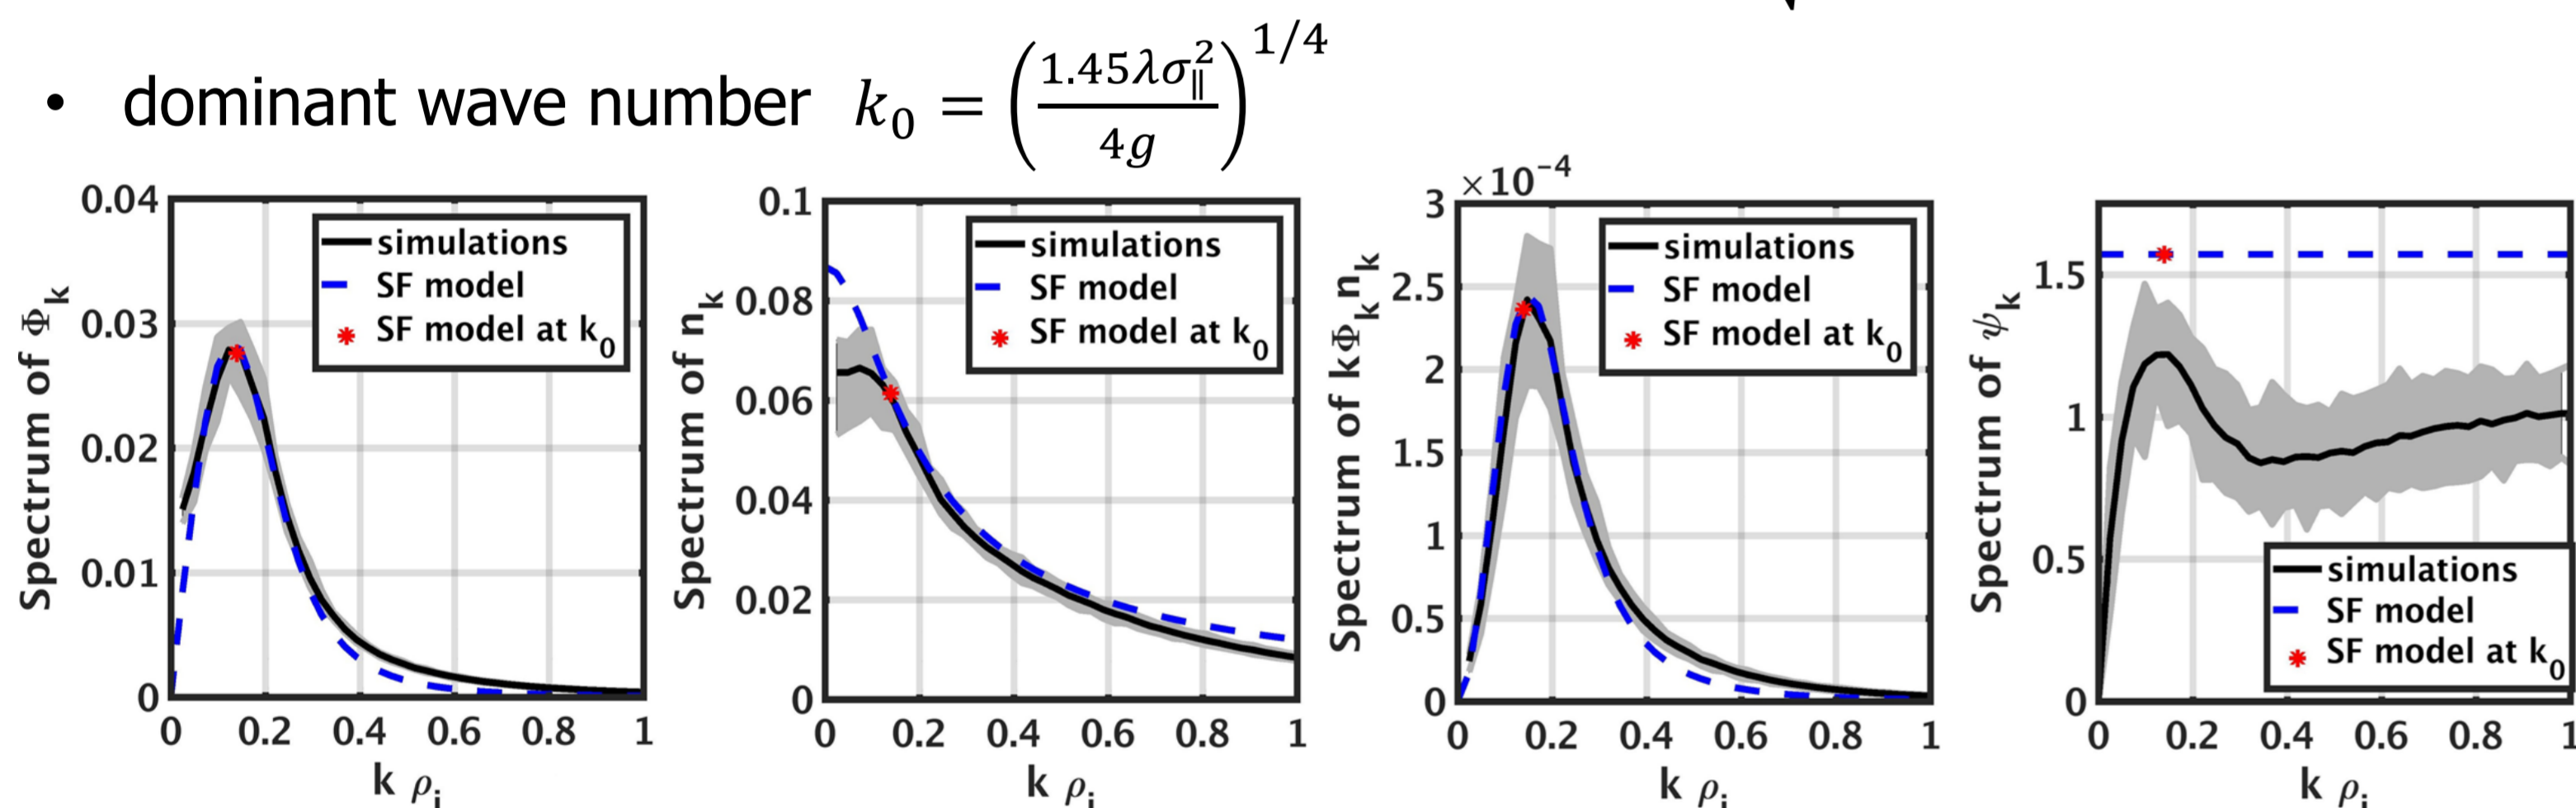 • dominant wave number k₀ = (1.45λσ∥² / 4g)^1/4
0.04
0.03
0.02
0.01
0
0 0.2 0.4 0.6 0.8 1
Spectrum of Φk
k ρi
simulations
SF model
SF model at k0
0.1
0.08
0.06
0.04
0.02
0
0 0.2 0.4 0.6 0.8 1
Spectrum of nk
k ρi
simulations
SF model
SF model at k0
×10⁻⁴
3
2.5
2
1.5
1
0.5
0
0 0.2 0.4 0.6 0.8 1
Spectrum of kΦk nk
k ρi
simulations
SF model
SF model at k0
1.5
1
0.5
0
0 0.2 0.4 0.6 0.8 1
Spectrum of ψk
k ρi
simulations
SF model
SF model at k0